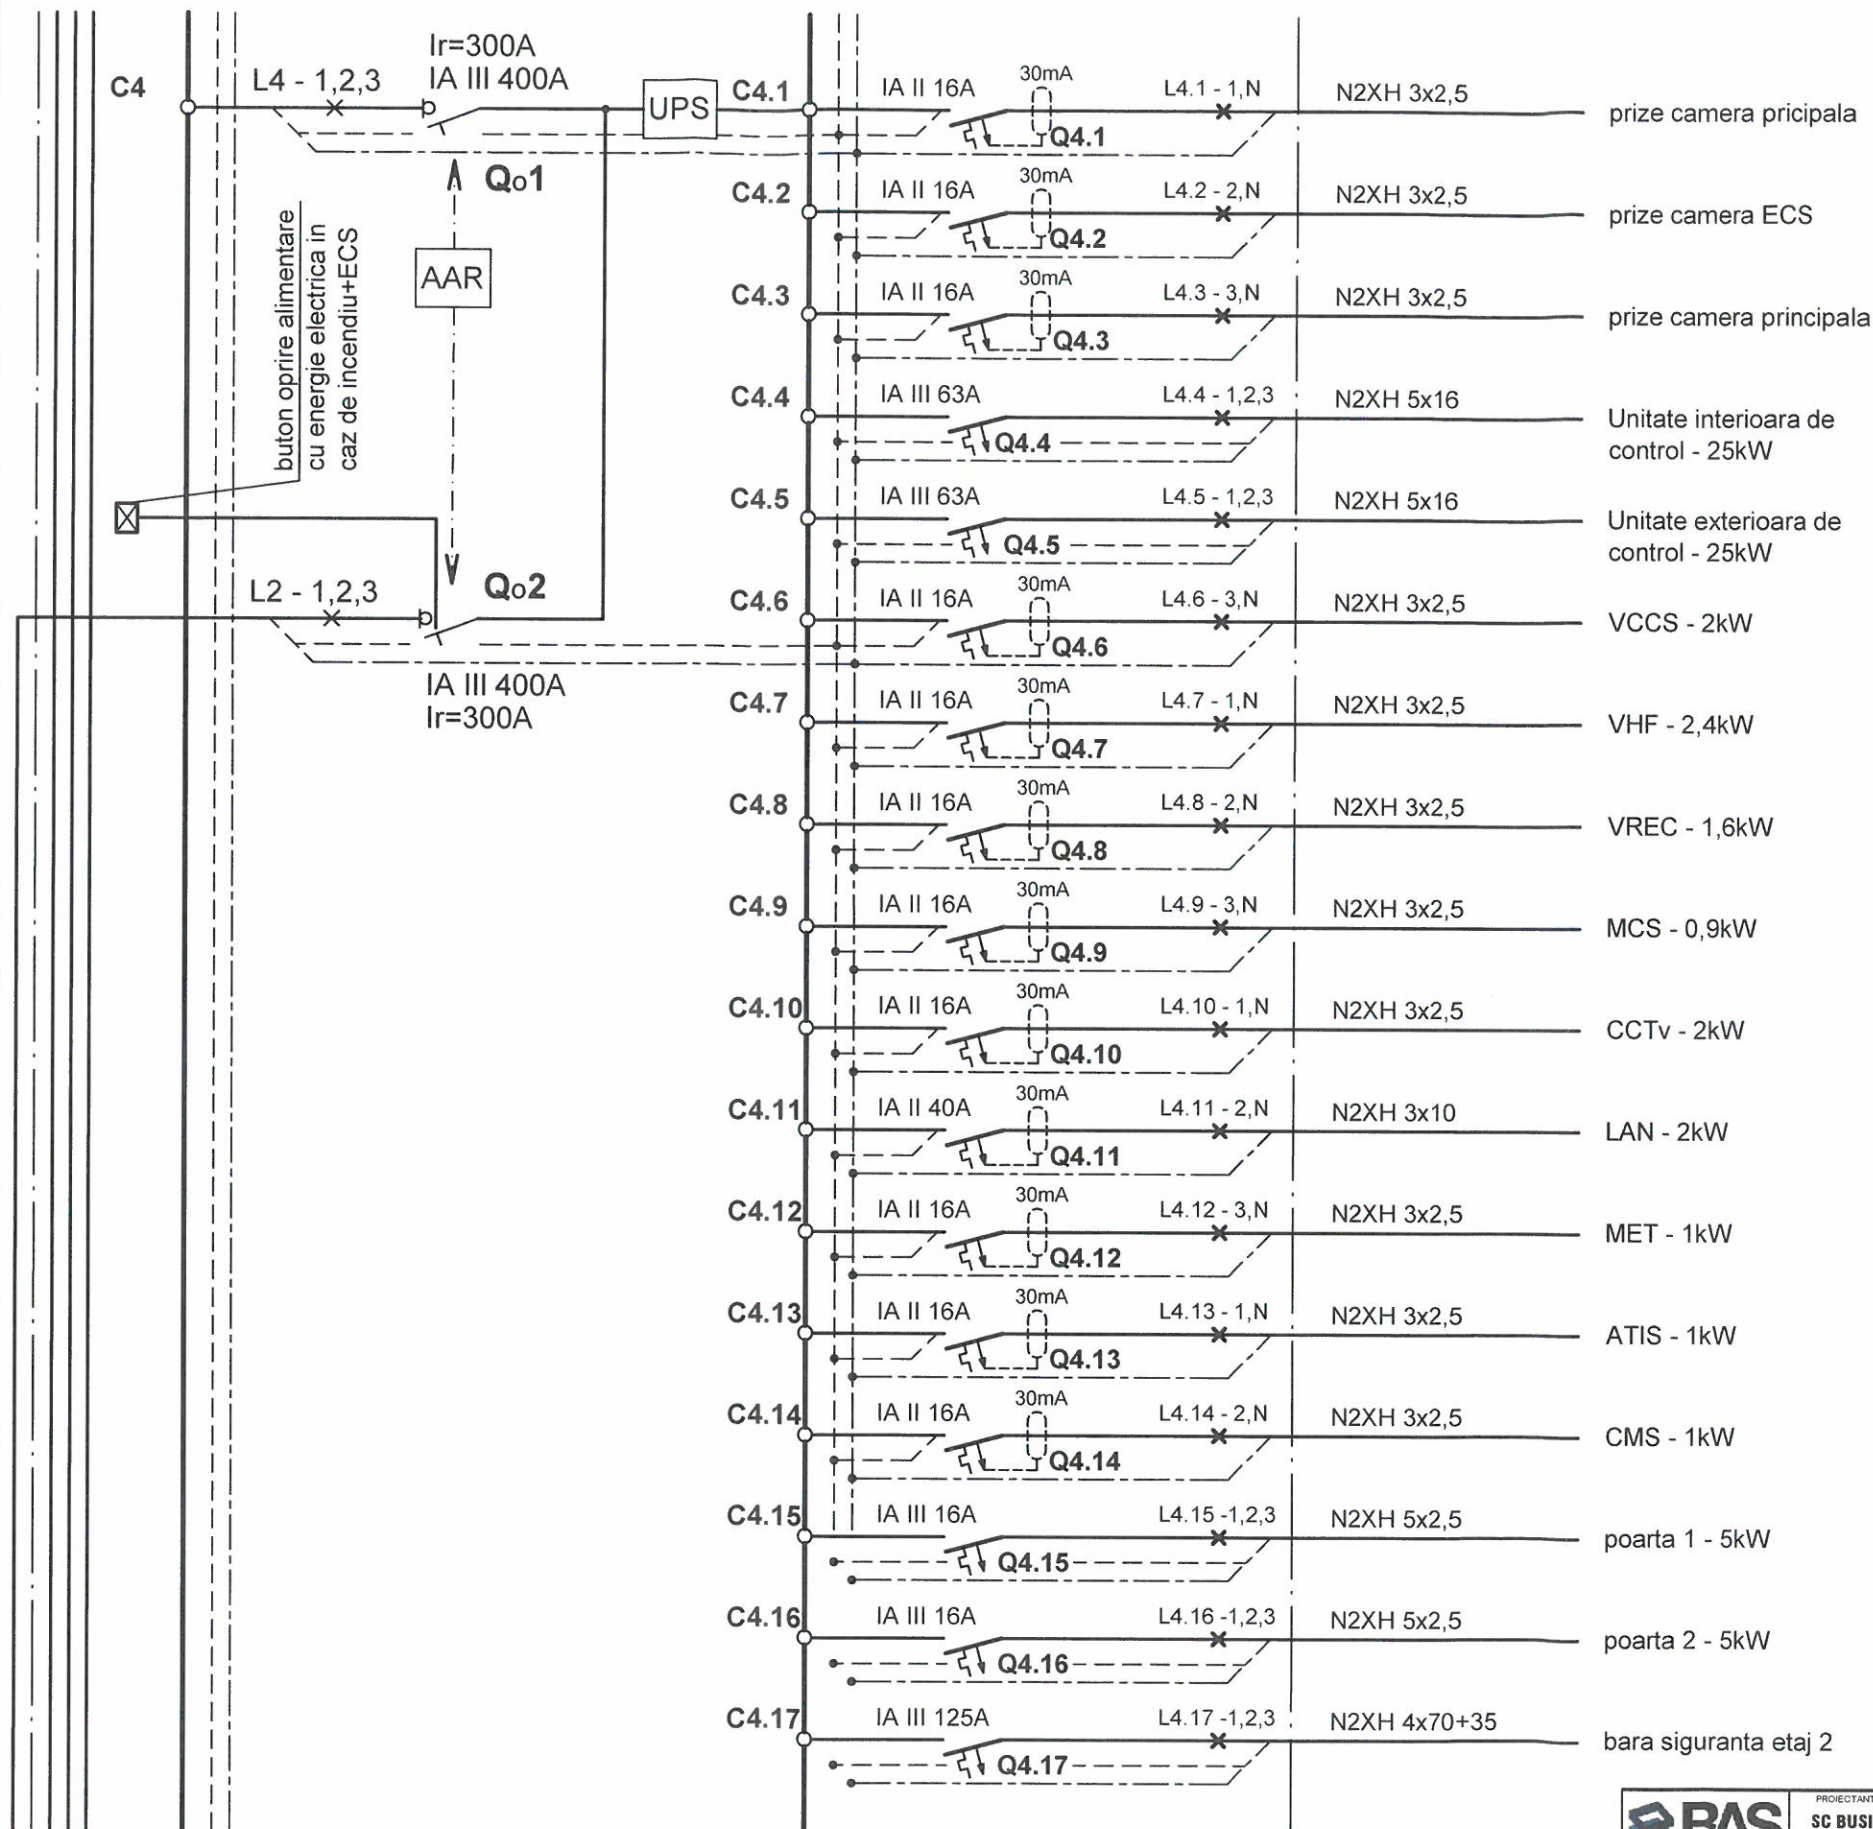 C4
L4 - 1,2,3
Ir=300A
IA III 400A
UPS
Qo1
AAR
buton oprire alimentare
cu energie electrica in
caz de incendiu+ECS
L2 - 1,2,3
Qo2
IA III 400A
Ir=300A
C4.1
IA II 16A
30mA
Q4.1
L4.1 - 1,N
N2XH 3x2,5
prize camera pricipala
C4.2
IA II 16A
30mA
Q4.2
L4.2 - 2,N
N2XH 3x2,5
prize camera ECS
C4.3
IA II 16A
30mA
Q4.3
L4.3 - 3,N
N2XH 3x2,5
prize camera principala
C4.4
IA III 63A
Q4.4
L4.4 - 1,2,3
N2XH 5x16
Unitate interioara de
control - 25kW
C4.5
IA III 63A
Q4.5
L4.5 - 1,2,3
N2XH 5x16
Unitate exterioara de
control - 25kW
C4.6
IA II 16A
30mA
Q4.6
L4.6 - 3,N
N2XH 3x2,5
VCCS - 2kW
C4.7
IA II 16A
30mA
Q4.7
L4.7 - 1,N
N2XH 3x2,5
VHF - 2,4kW
C4.8
IA II 16A
30mA
Q4.8
L4.8 - 2,N
N2XH 3x2,5
VREC - 1,6kW
C4.9
IA II 16A
30mA
Q4.9
L4.9 - 3,N
N2XH 3x2,5
MCS - 0,9kW
C4.10
IA II 16A
30mA
Q4.10
L4.10 - 1,N
N2XH 3x2,5
CCTv - 2kW
C4.11
IA II 40A
30mA
Q4.11
L4.11 - 2,N
N2XH 3x10
LAN - 2kW
C4.12
IA II 16A
30mA
Q4.12
L4.12 - 3,N
N2XH 3x2,5
MET - 1kW
C4.13
IA II 16A
30mA
Q4.13
L4.13 - 1,N
N2XH 3x2,5
ATIS - 1kW
C4.14
IA II 16A
30mA
Q4.14
L4.14 - 2,N
N2XH 3x2,5
CMS - 1kW
C4.15
IA III 16A
Q4.15
L4.15 -1,2,3
N2XH 5x2,5
poarta 1 - 5kW
C4.16
IA III 16A
Q4.16
L4.16 -1,2,3
N2XH 5x2,5
poarta 2 - 5kW
C4.17
IA III 125A
Q4.17
L4.17 -1,2,3
N2XH 4x70+35
bara siguranta etaj 2
BAS
PROIECTANT
SC BUSI